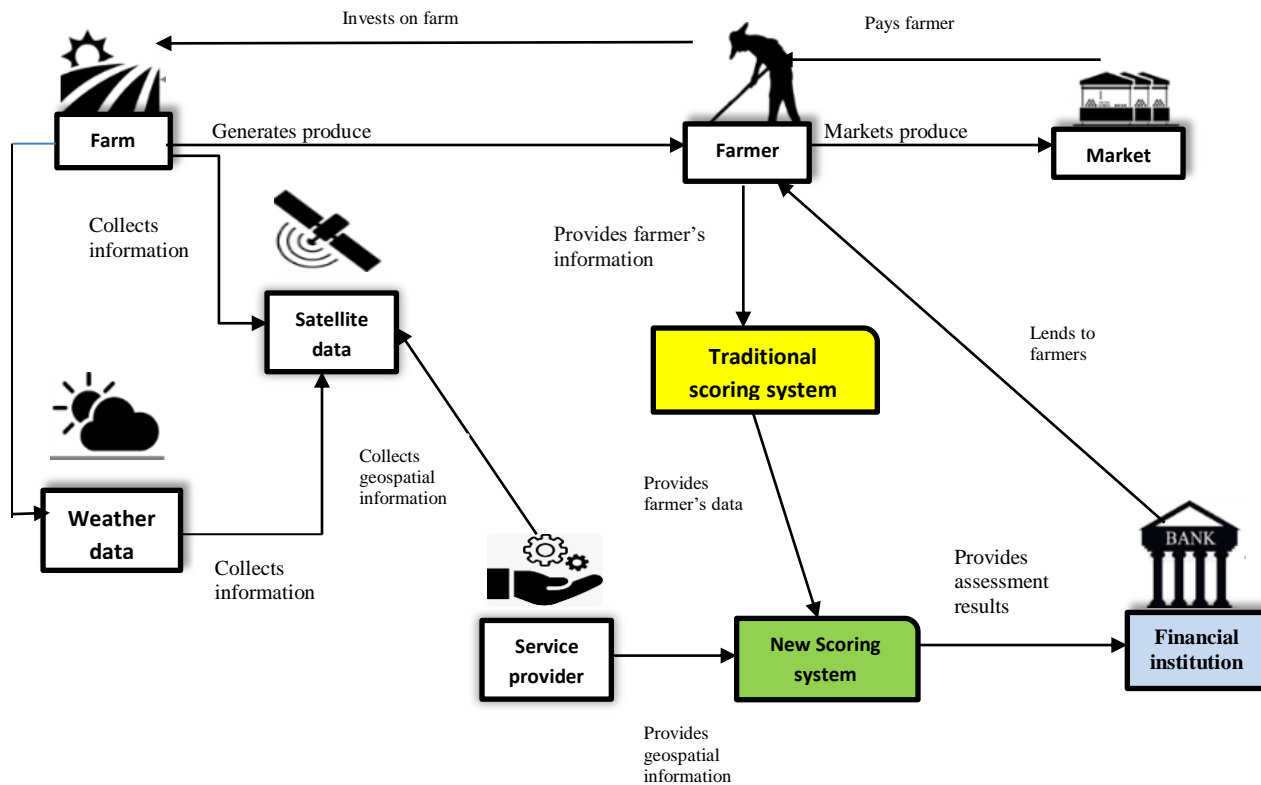 Invests on farm
Pays farmer
Farm
Generates produce
Farmer
Markets produce
Market
Collects
information
Provides farmer’s
information
Satellite
data
Traditional
scoring system
Lends to
farmers
Collects
geospatial
information
Provides
farmer’s data
Weather
data
Collects
information
BANK
Provides
assessment
results
Service
provider
New Scoring
system
Financial
institution
Provides
geospatial
information